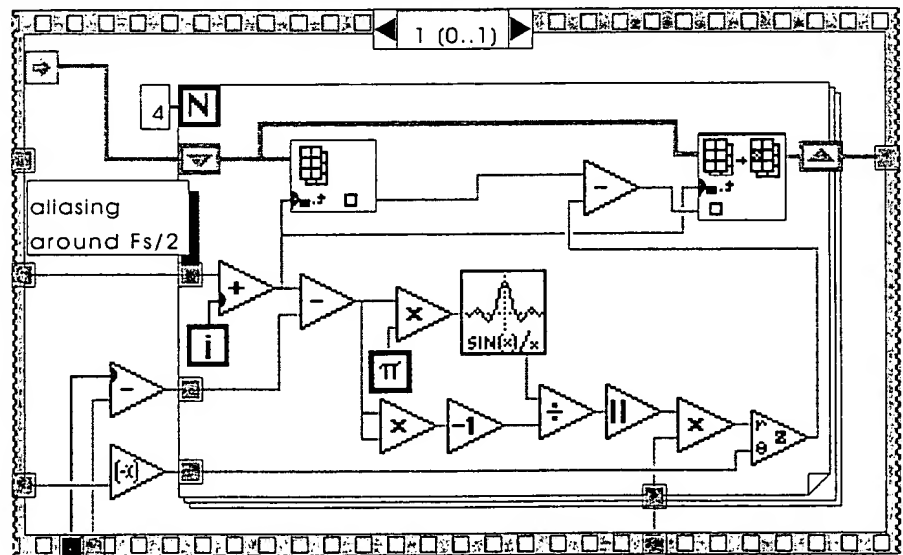 1 (0..1)
4
N
aliasing
around Fs/2
-
+
-
i
×
SIN(x)/x
π
-
×
-1
÷
||
×
r
θ z
(-x)